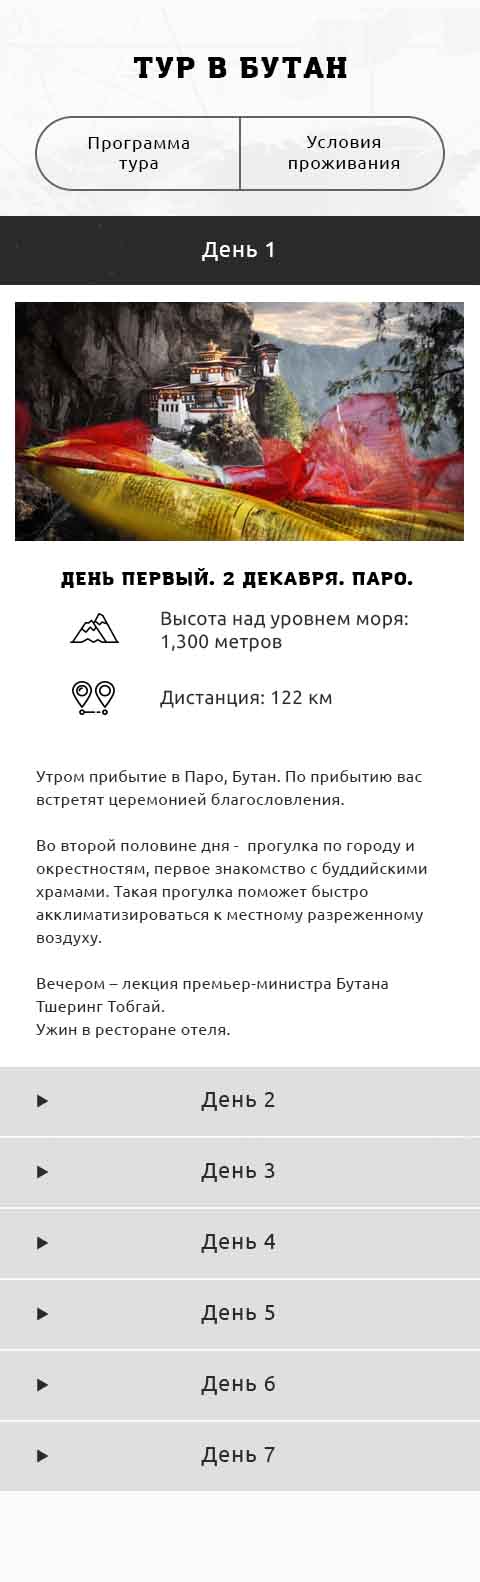 ТУР В БУТАН
Программа
тура
Условия
проживания
День 1
ДЕНЬ ПЕРВЫЙ. 2 ДЕКАБРЯ. ПАРО.
Высота над уровнем моря:
1,300 метров
Дистанция: 122 км
Утром прибытие в Паро, Бутан. По прибытию вас
встретят церемонией благословления.
Во второй половине дня -  прогулка по городу и
окрестностям, первое знакомство с буддийскими
храмами. Такая прогулка поможет быстро
акклиматизироваться к местному разреженному
воздуху.
Вечером – лекция премьер-министра Бутана
Тшеринг Тобгай.
Ужин в ресторане отеля.
День 2
День 3
День 4
День 5
День 6
День 7